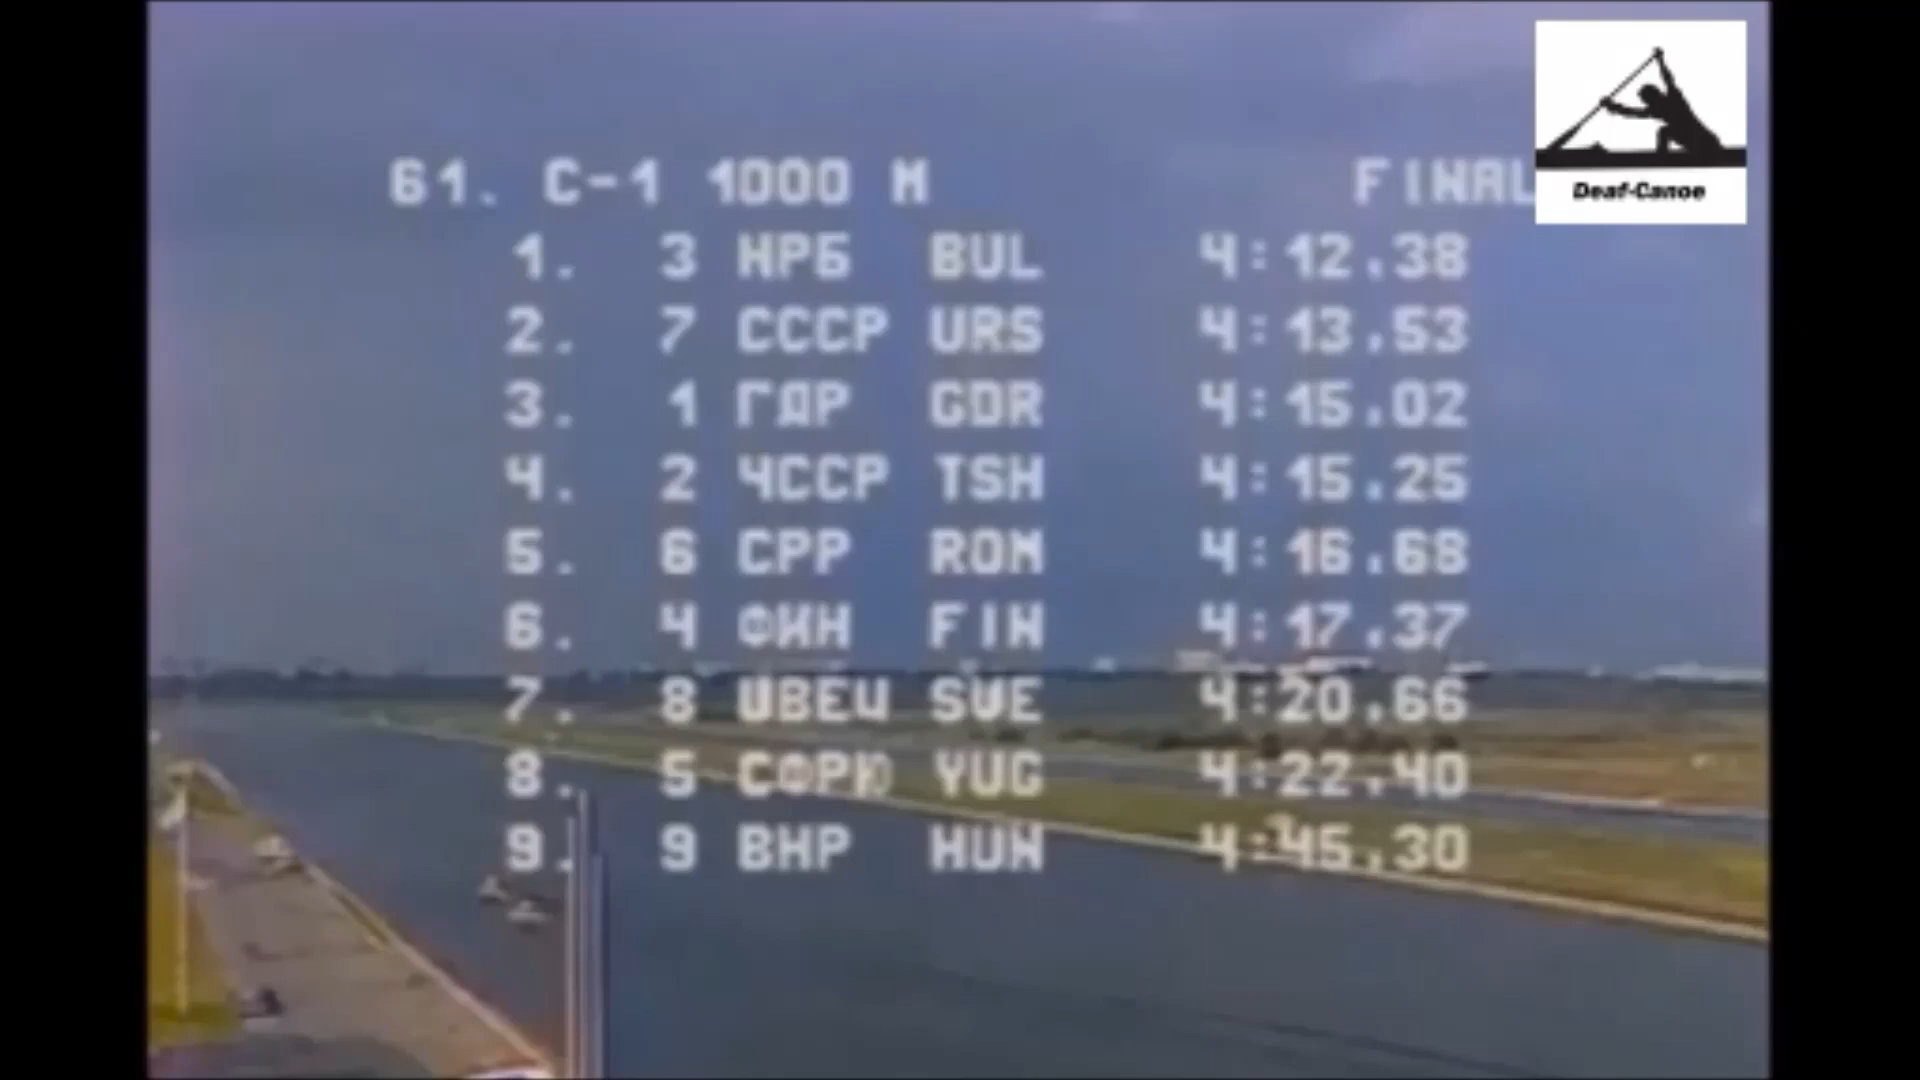 61. C-1 1000 M FINAL
1. 3 НРБ BUL 4:12.38
2. 7 СССР URS 4:13.53
3. 1 ГДР GDR 4:15.02
4. 2 ЧССР TSH 4:15.25
5. 6 СРР ROM 4:16.68
6. 4 ФИН FIN 4:17.37
7. 8 ШВЕЦ SWE 4:20.66
8. 5 СФРЮ YUG 4:22.40
9. 9 ВНР HUN 4:45.30
Deaf-Canoe